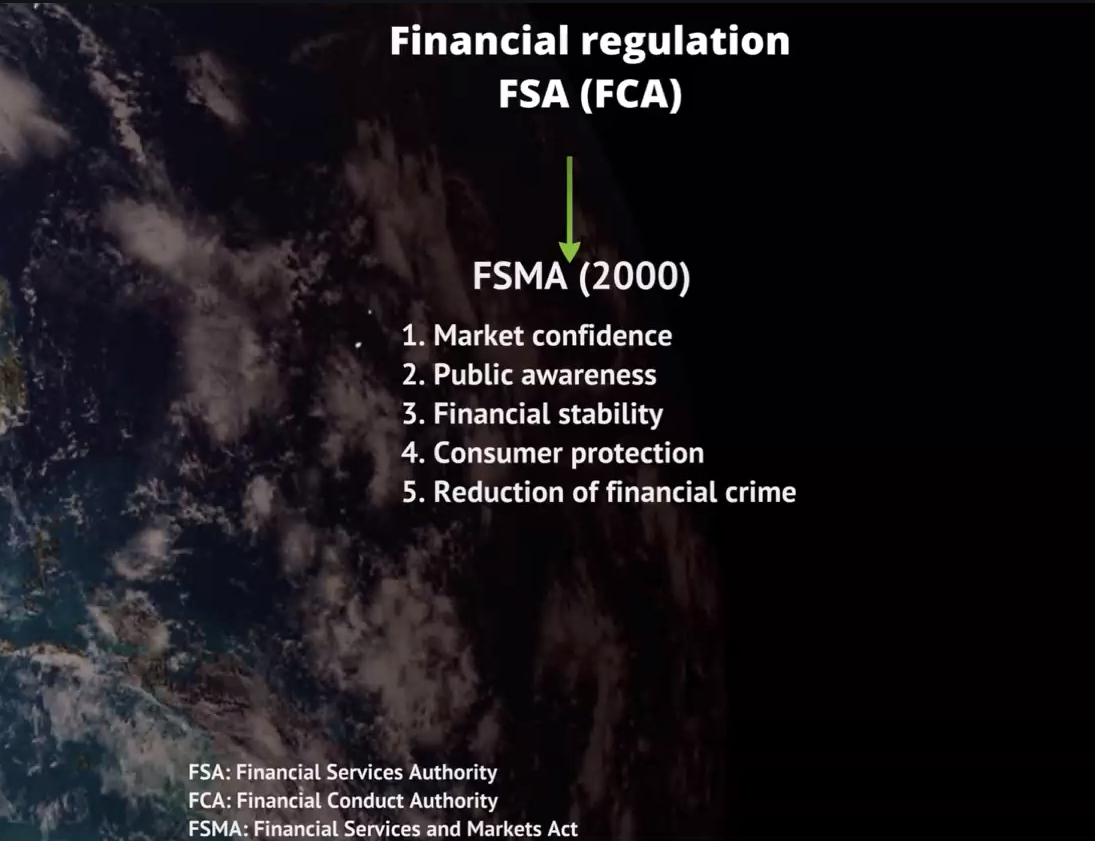 Financial regulation
FSA (FCA)
FSMA (2000)
1. Market confidence
2. Public awareness
3. Financial stability
4. Consumer protection
5. Reduction of financial crime
FSA: Financial Services Authority
FCA: Financial Conduct Authority
FSMA: Financial Services and Markets Act